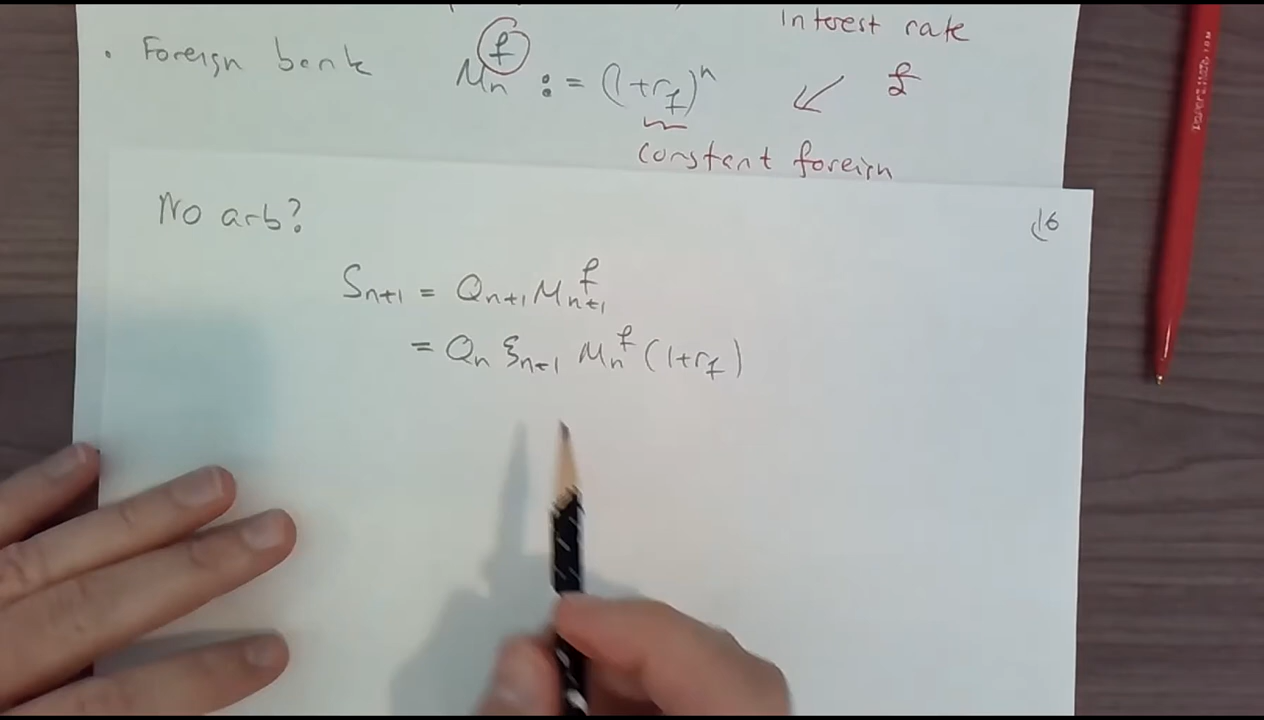 interest rate
• Foreign bank M_n^f := (1+r_f)^n ↙ £
constant foreign
No arb? 16
S_{n+1} = Q_{n+1} M_{n+1}^f
= Q_n ξ_{n+1} M_n^f (1+r_f)